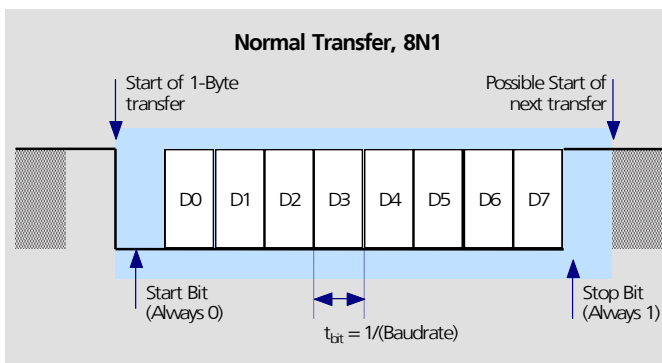 Normal Transfer, 8N1
Start of 1-Byte
transfer
Possible Start of
next transfer
D0 D1 D2 D3 D4 D5 D6 D7
Start Bit
(Always 0)
t_bit = 1/(Baudrate)
Stop Bit
(Always 1)